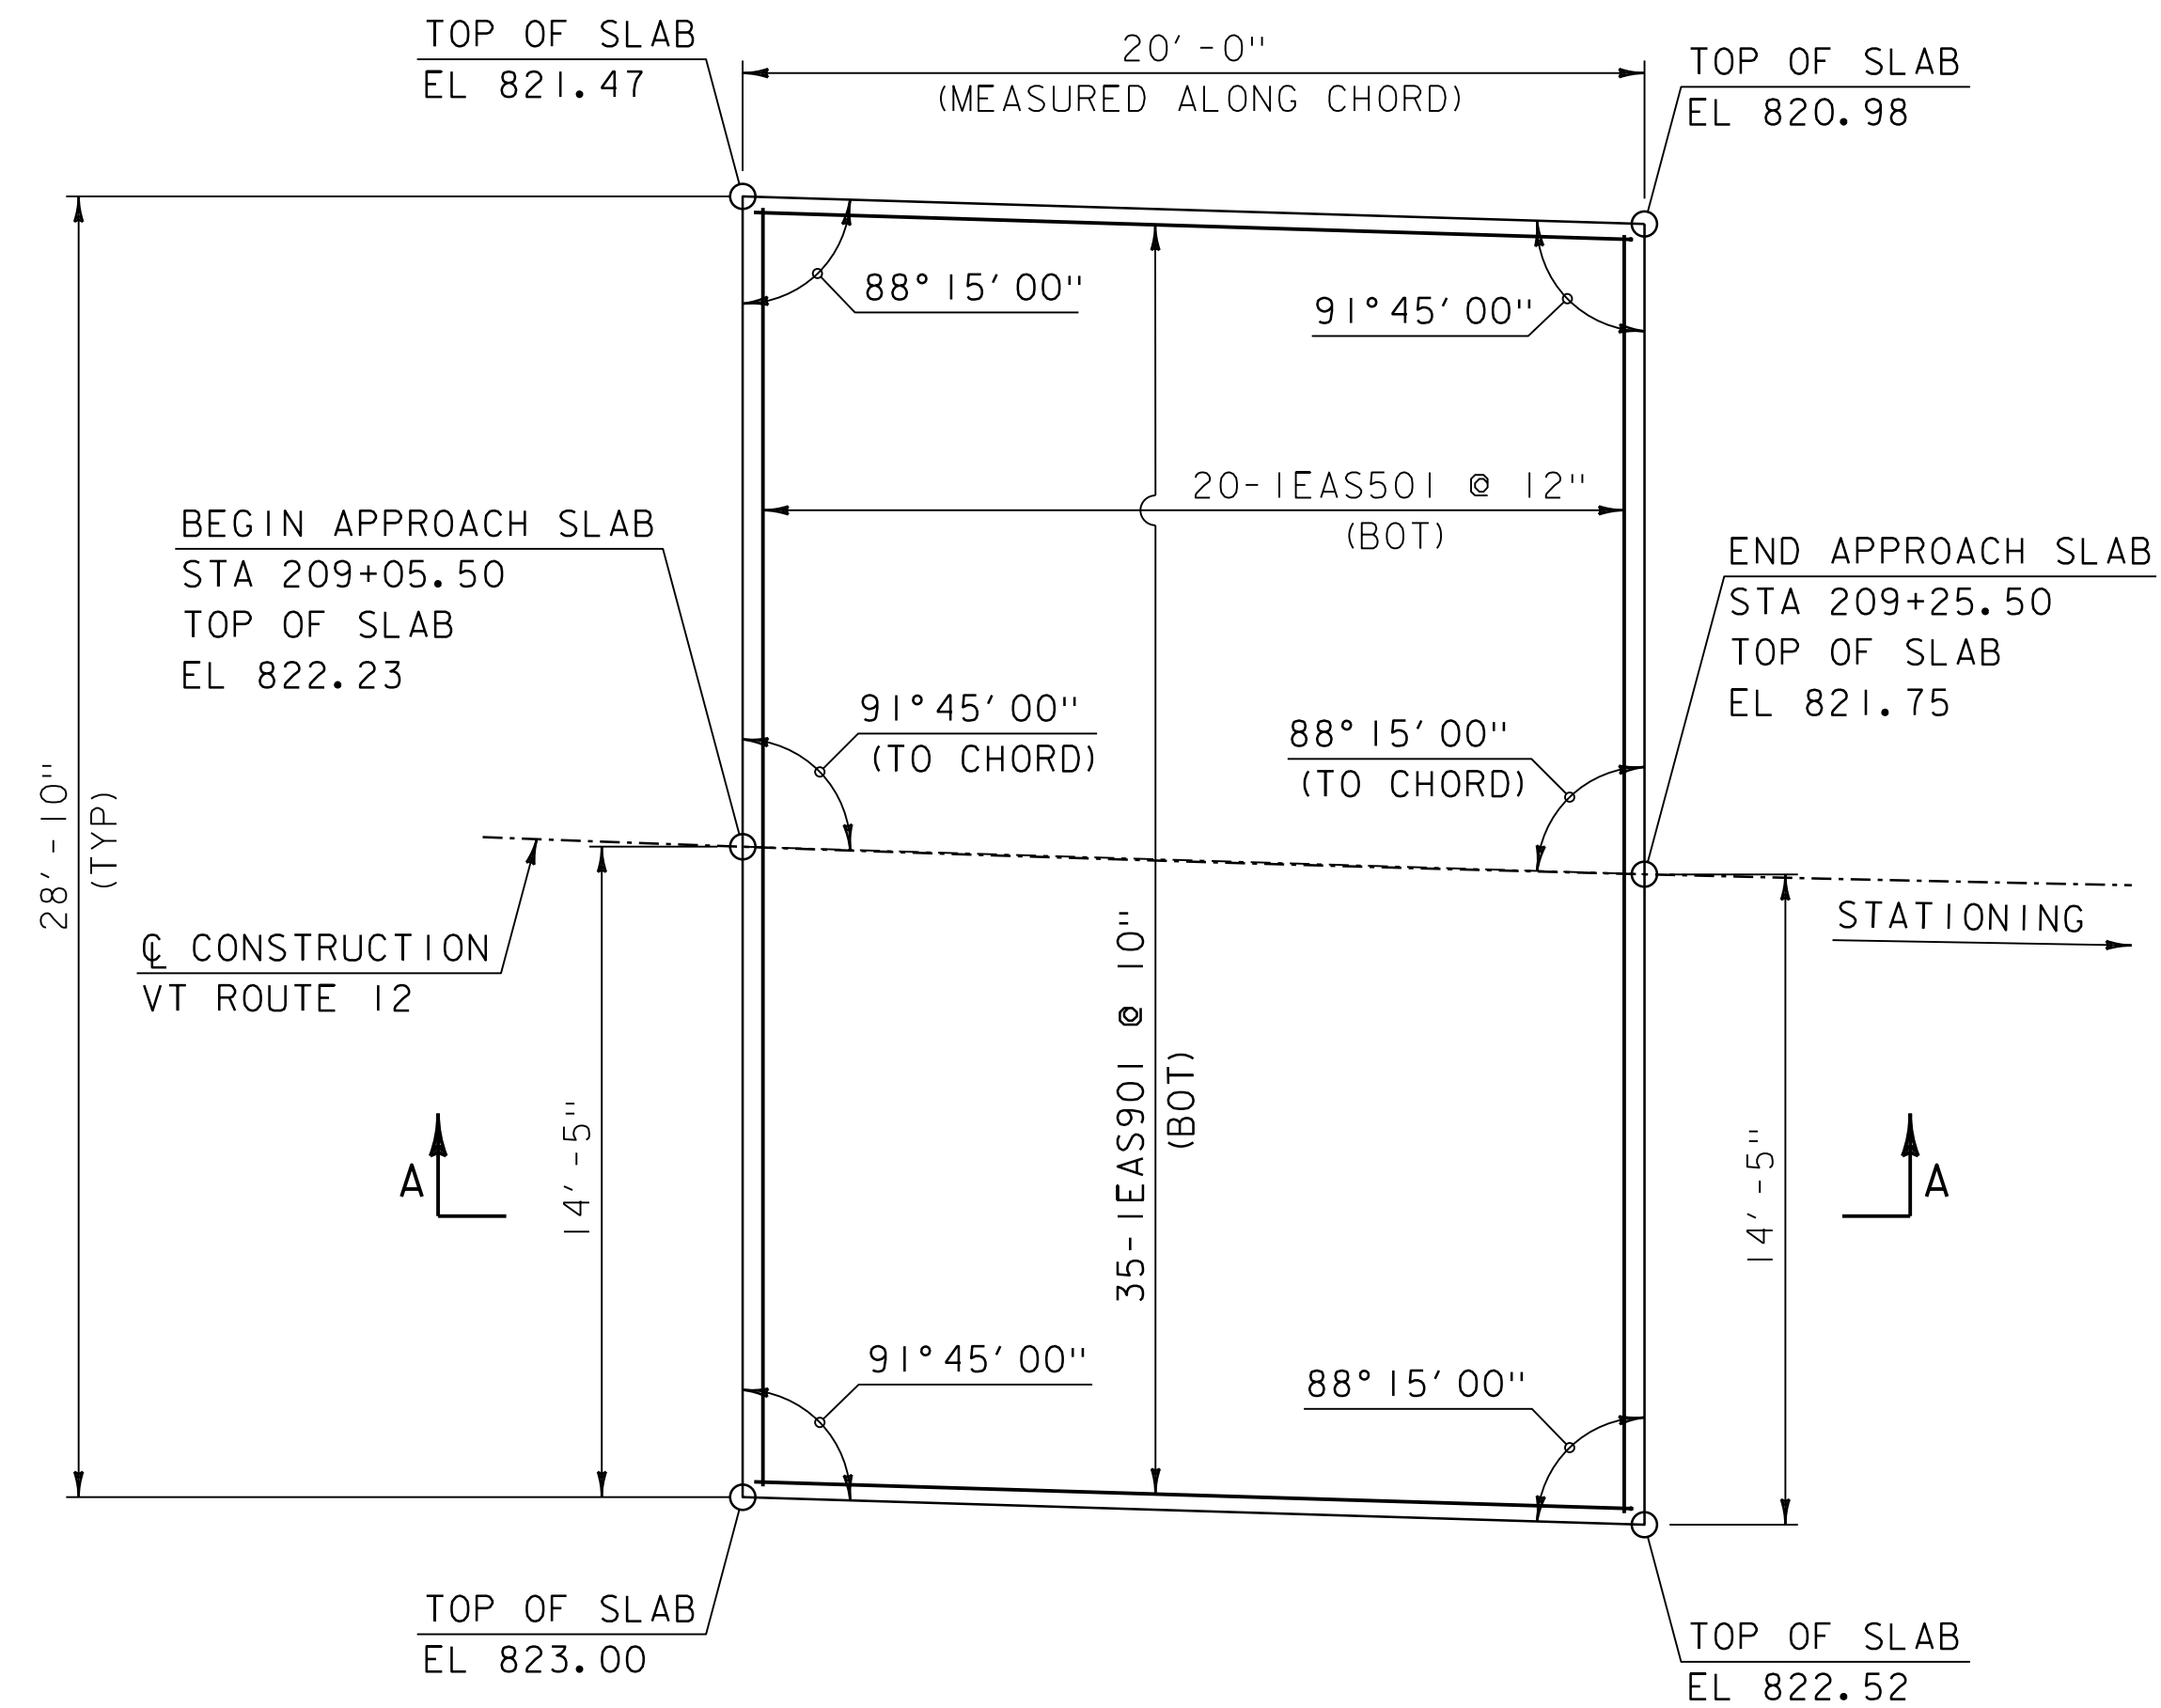 TOP OF SLAB
EL 821.47
20'-0"
(MEASURED ALONG CHORD)
TOP OF SLAB
EL 820.98
88°15'00"
91°45'00"
20-1EAS501 @ 12"
(BOT)
BEGIN APPROACH SLAB
STA 209+05.50
TOP OF SLAB
EL 822.23
END APPROACH SLAB
STA 209+25.50
TOP OF SLAB
EL 821.75
91°45'00"
(TO CHORD)
88°15'00"
(TO CHORD)
28'-10"
(TYP)
℄ CONSTRUCTION
VT ROUTE 12
STATIONING
35-1EAS901 @ 10"
(BOT)
A
14'-5"
14'-5"
A
91°45'00"
88°15'00"
TOP OF SLAB
EL 823.00
TOP OF SLAB
EL 822.52